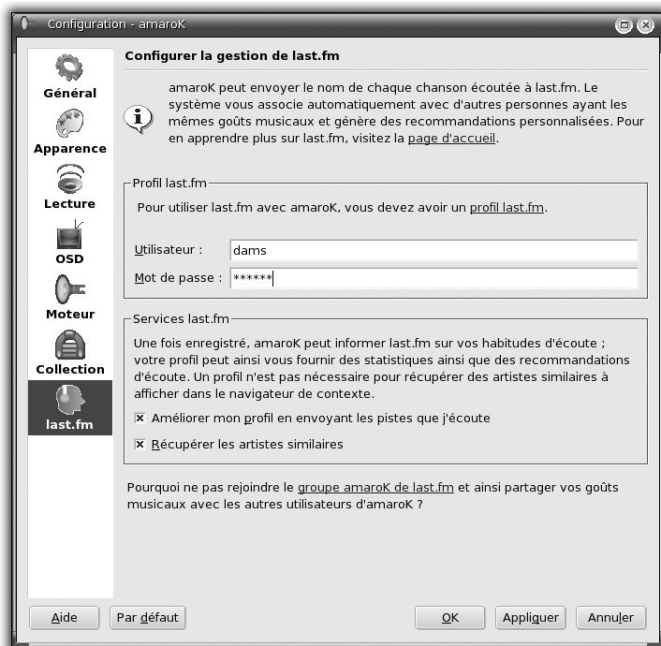 Configuration - amaroK
Général
Apparence
Lecture
OSD
Moteur
Collection
last.fm
Configurer la gestion de last.fm
amaroK peut envoyer le nom de chaque chanson écoutée à last.fm. Le
système vous associe automatiquement avec d'autres personnes ayant les
mêmes goûts musicaux et génère des recommandations personnalisées. Pour
en apprendre plus sur last.fm, visitez la page d'accueil.
Profil last.fm
Pour utiliser last.fm avec amaroK, vous devez avoir un profil last.fm.
Utilisateur : dams
Mot de passe : ******
Services last.fm
Une fois enregistré, amaroK peut informer last.fm sur vos habitudes d'écoute ;
votre profil peut ainsi vous fournir des statistiques ainsi que des recommandations
d'écoute. Un profil n'est pas nécessaire pour récupérer des artistes similaires à
afficher dans le navigateur de contexte.
Améliorer mon profil en envoyant les pistes que j'écoute
Récupérer les artistes similaires
Pourquoi ne pas rejoindre le groupe amaroK de last.fm et ainsi partager vos goûts
musicaux avec les autres utilisateurs d'amaroK ?
Aide Par défaut OK Appliquer Annuler